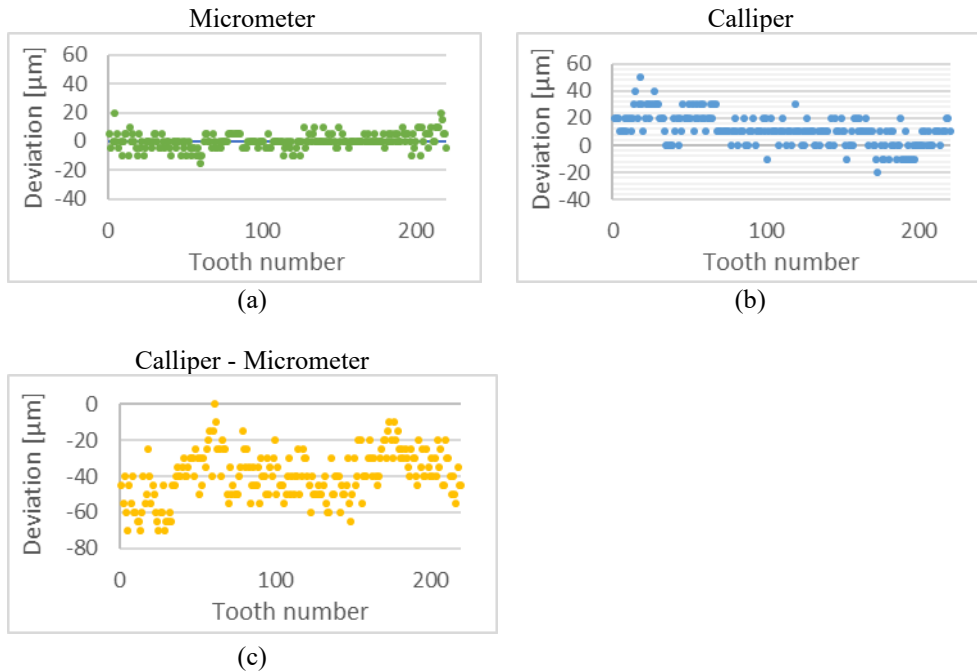 Micrometer
Deviation [µm]
60
40
20
0
-20
-40
0
100
200
Tooth number
(a)
Calliper
Deviation [µm]
60
40
20
0
-20
-40
0
100
200
Tooth number
(b)
Calliper - Micrometer
Deviation [µm]
0
-20
-40
-60
-80
0
100
200
Tooth number
(c)